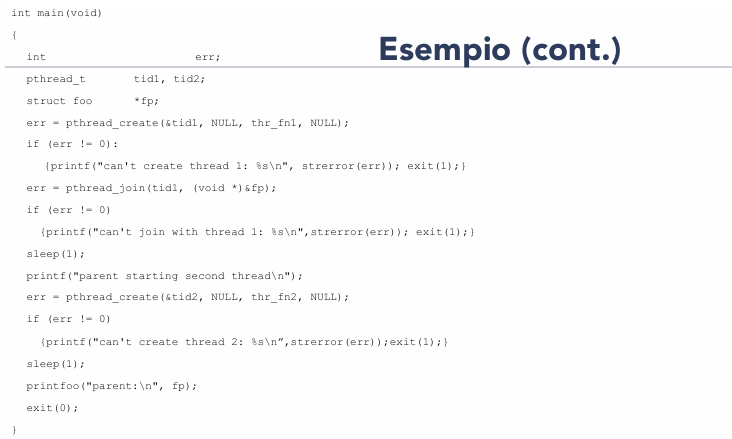 Esempio (cont.)
int main(void)
{
int err;
pthread_t tid1, tid2;
struct foo *fp;
err = pthread_create(&tid1, NULL, thr_fn1, NULL);
if (err != 0):
{printf("can't create thread 1: %s\n", strerror(err)); exit(1);}
err = pthread_join(tid1, (void *)&fp);
if (err != 0)
{printf("can't join with thread 1: %s\n",strerror(err)); exit(1);}
sleep(1);
printf("parent starting second thread\n");
err = pthread_create(&tid2, NULL, thr_fn2, NULL);
if (err != 0)
{printf("can't create thread 2: %s\n”,strerror(err));exit(1);}
sleep(1);
printfoo("parent:\n", fp);
exit(0);
}